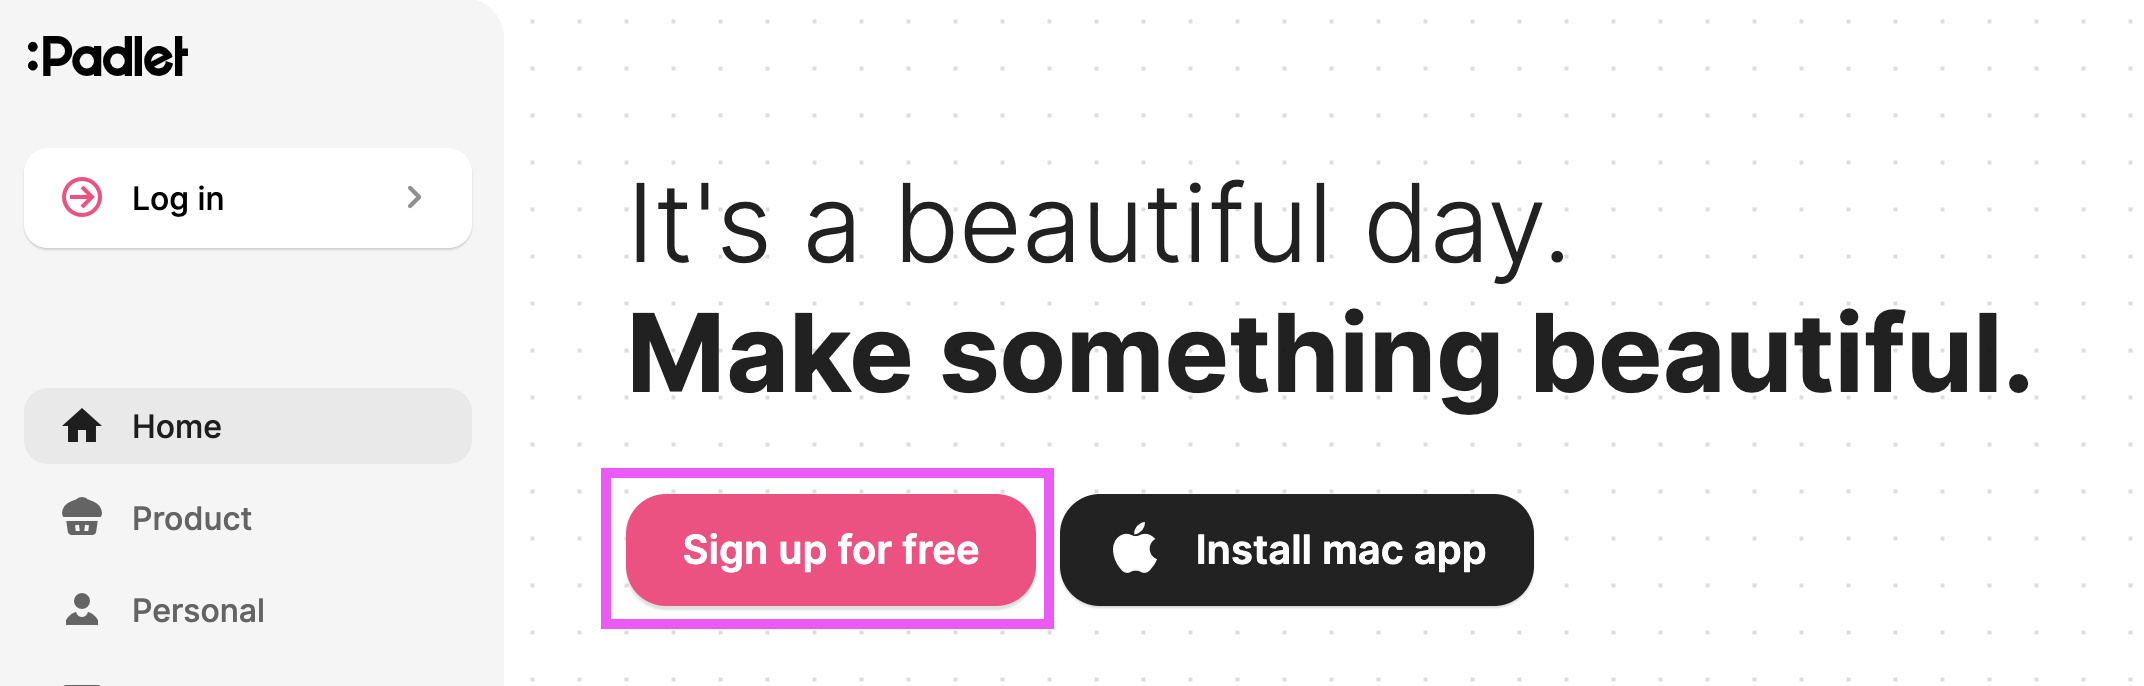 :Padlet
Log in
Home
Product
Personal
It's a beautiful day.
Make something beautiful.
Sign up for free
Install mac app